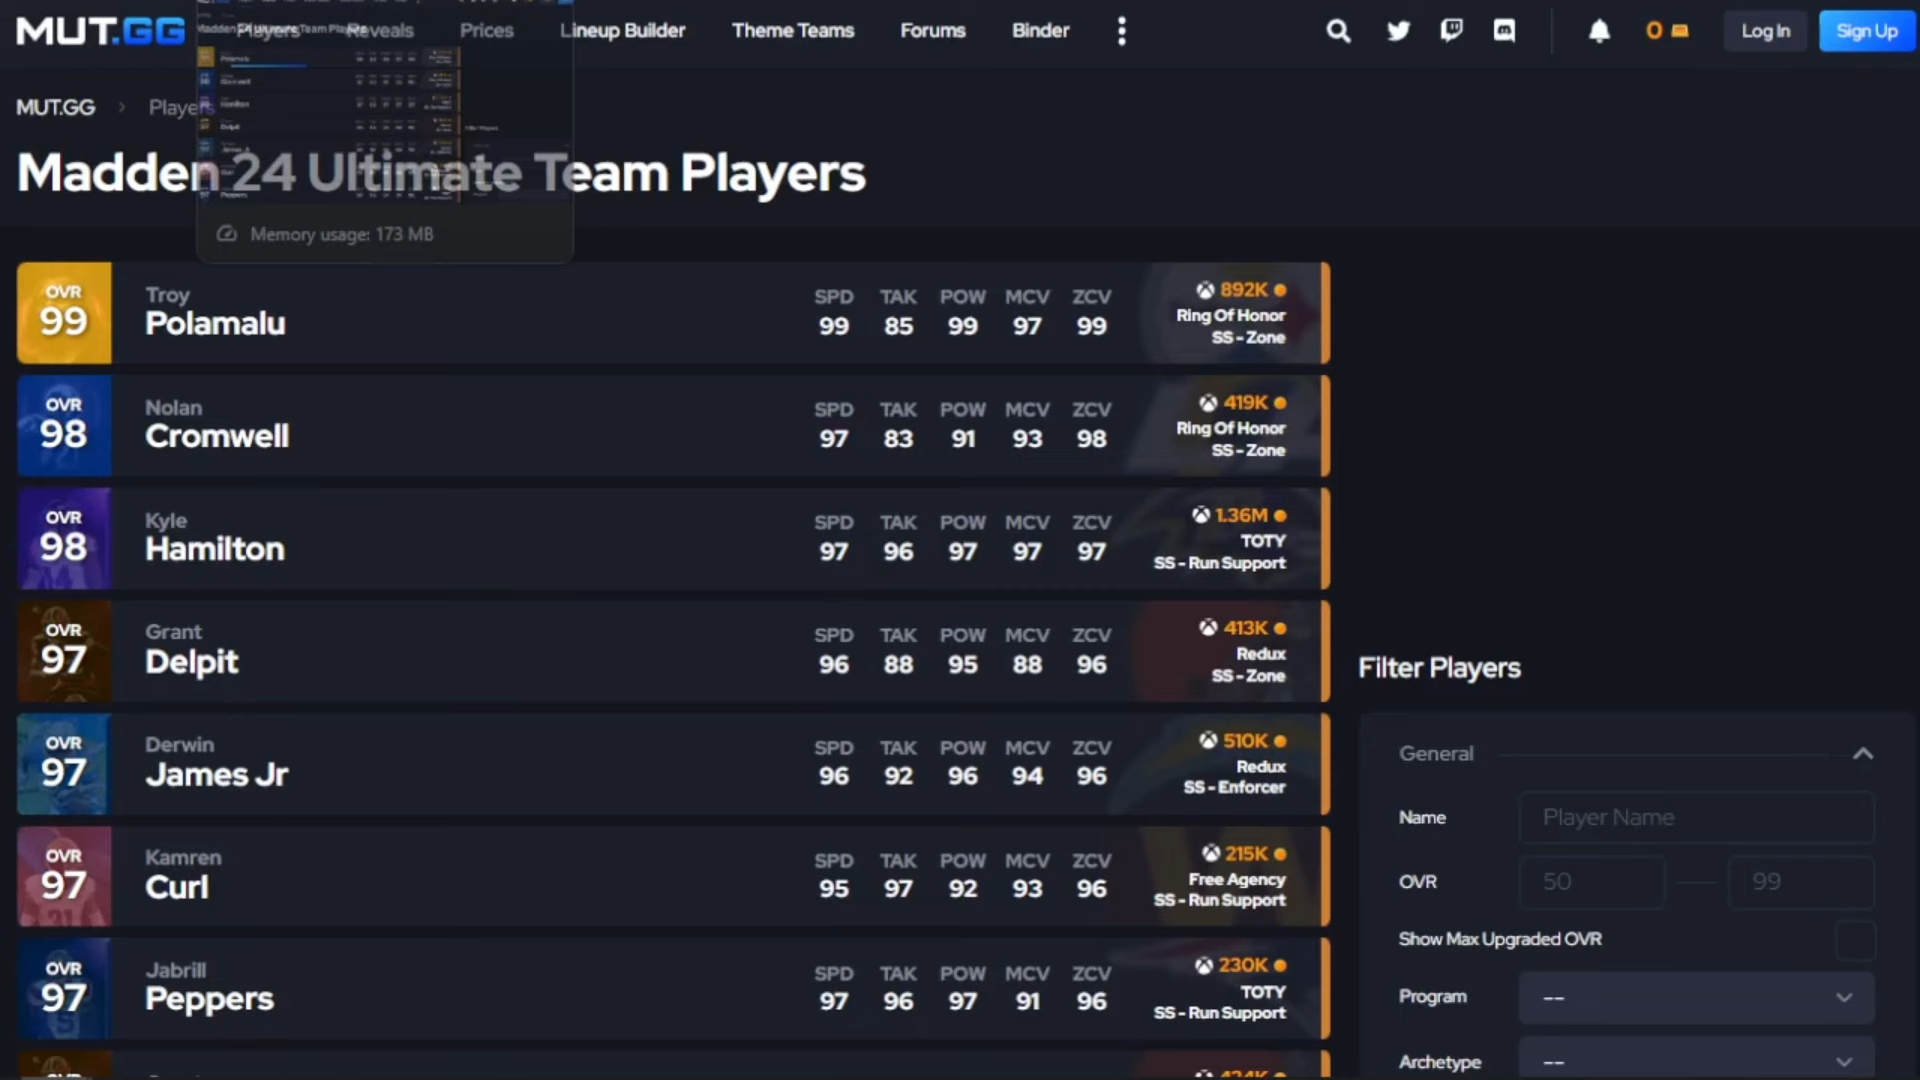 MUT.GG
Players
Reveals
Prices
Lineup Builder
Theme Teams
Forums
Binder
0
Log In
Sign Up
MUT.GG > Players
Madden 24 Ultimate Team Players
Memory usage: 173 MB
OVR
99
Troy
Polamalu
SPD TAK POW MCV ZCV
99 85 99 97 99
892K
Ring Of Honor
SS - Zone
OVR
98
Nolan
Cromwell
SPD TAK POW MCV ZCV
97 83 91 93 98
419K
Ring Of Honor
SS - Zone
OVR
98
Kyle
Hamilton
SPD TAK POW MCV ZCV
97 96 97 97 97
1.36M
TOTY
SS - Run Support
OVR
97
Grant
Delpit
SPD TAK POW MCV ZCV
96 88 95 88 96
413K
Redux
SS - Zone
OVR
97
Derwin
James Jr
SPD TAK POW MCV ZCV
96 92 96 94 96
510K
Redux
SS - Enforcer
OVR
97
Kamren
Curl
SPD TAK POW MCV ZCV
95 97 92 93 96
215K
Free Agency
SS - Run Support
OVR
97
Jabrill
Peppers
SPD TAK POW MCV ZCV
97 96 97 91 96
230K
TOTY
SS - Run Support
OVR
Filter Players
General
Name
Player Name
OVR
50 — 99
Show Max Upgraded OVR
Program
--
Archetype
--